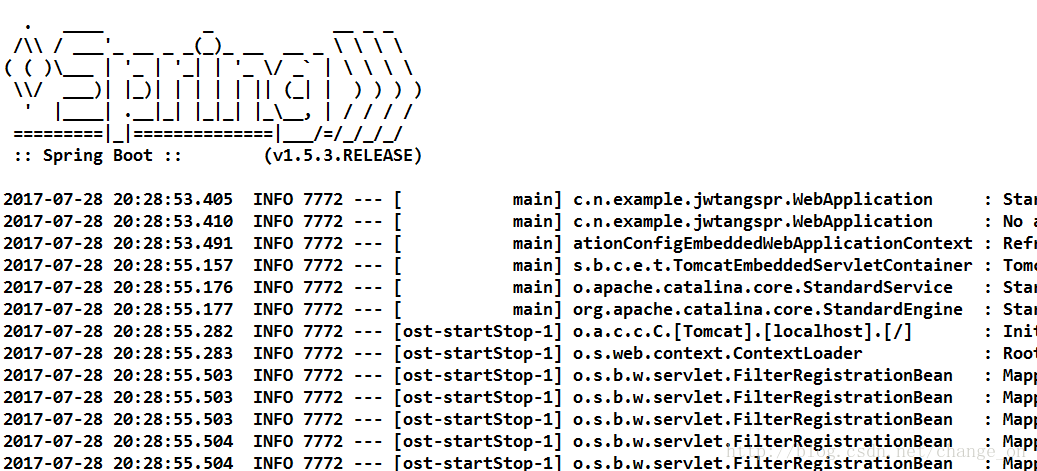 .   ____          _            __ _ _
 /\\ / ___'_ __ _ _(_)_ __  __ _ \ \ \ \
( ( )\___ | '_ | '_| | '_ \/ _` | \ \ \ \
 \\/  ___)| |_)| | | | | || (_| |  ) ) ) )
  '  |____| .__|_| |_|_| |_\__, | / / / /
 =========|_|==============|___/=/_/_/_/
 :: Spring Boot ::        (v1.5.3.RELEASE)
2017-07-28 20:28:53.405  INFO 7772 --- [           main] c.n.example.jwtangspr.WebApplication     : Star
2017-07-28 20:28:53.410  INFO 7772 --- [           main] c.n.example.jwtangspr.WebApplication     : No a
2017-07-28 20:28:53.491  INFO 7772 --- [           main] ationConfigEmbeddedWebApplicationContext : Refr
2017-07-28 20:28:55.157  INFO 7772 --- [           main] s.b.c.e.t.TomcatEmbeddedServletContainer : Tomc
2017-07-28 20:28:55.176  INFO 7772 --- [           main] o.apache.catalina.core.StandardService   : Star
2017-07-28 20:28:55.177  INFO 7772 --- [           main] org.apache.catalina.core.StandardEngine  : Star
2017-07-28 20:28:55.282  INFO 7772 --- [ost-startStop-1] o.a.c.c.C.[Tomcat].[localhost].[/]       : Init
2017-07-28 20:28:55.283  INFO 7772 --- [ost-startStop-1] o.s.web.context.ContextLoader            : Root
2017-07-28 20:28:55.503  INFO 7772 --- [ost-startStop-1] o.s.b.w.servlet.FilterRegistrationBean   : Mapp
2017-07-28 20:28:55.503  INFO 7772 --- [ost-startStop-1] o.s.b.w.servlet.FilterRegistrationBean   : Mapp
2017-07-28 20:28:55.503  INFO 7772 --- [ost-startStop-1] o.s.b.w.servlet.FilterRegistrationBean   : Mapp
2017-07-28 20:28:55.504  INFO 7772 --- [ost-startStop-1] o.s.b.w.servlet.FilterRegistrationBean   : Mapp
2017-07-28 20:28:55.504  INFO 7772 --- [ost-startStop-1] o.s.b.w.servlet.FilterRegistrationBean   : Mapp
http://blog.csdn.net/change_on